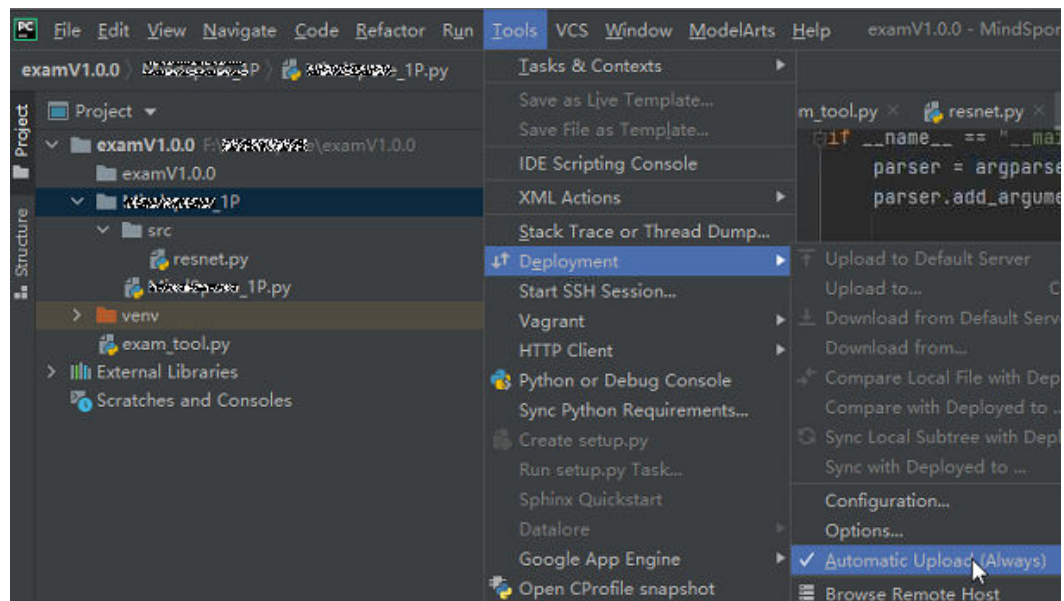 PC File Edit View Navigate Code Refactor Run Tools VCS Window ModelArts Help examV1.0.0 - MindSpor
examV1.0.0 P _1P.py
Project
m_tool.py resnet.py
Project
examV1.0.0 F:\ e\examV1.0.0
examV1.0.0
_1P
src
resnet.py
_1P.py
venv
exam_tool.py
External Libraries
Scratches and Consoles
Structure
Tasks & Contexts
Save as Live Template...
Save File as Template...
IDE Scripting Console
XML Actions
Stack Trace or Thread Dump...
Deployment
Start SSH Session...
Vagrant
HTTP Client
Python or Debug Console
Sync Python Requirements...
Create setup.py
Run setup.py Task...
Sphinx Quickstart
Datalore
Google App Engine
Open CProfile snapshot
if __name__ == "__mai
parser = argparse
parser.add_argume
Upload to Default Server
Upload to... C
Download from Default Serve
Download from...
Compare Local File with Dep
Compare with Deployed to ...
Sync Local Subtree with Depl
Sync with Deployed to ...
Configuration...
Options...
Automatic Upload (Always)
Browse Remote Host